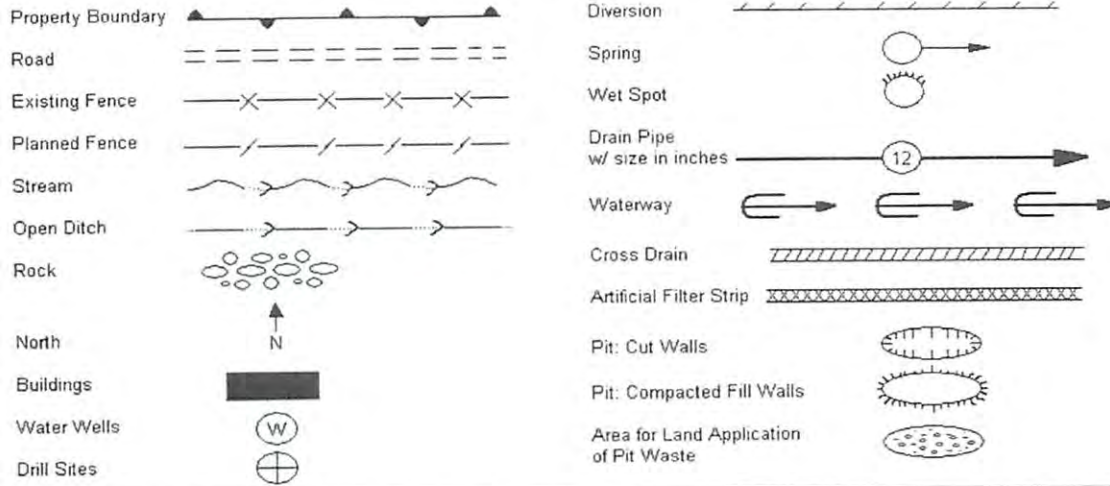 Property Boundary
Road
Existing Fence
Planned Fence
Stream
Open Ditch
Rock
North
N
Buildings
Water Wells
W
Drill Sites
Diversion
Spring
Wet Spot
Drain Pipe
w/ size in inches
12
Waterway
Cross Drain
Artificial Filter Strip
Pit: Cut Walls
Pit: Compacted Fill Walls
Area for Land Application
of Pit Waste